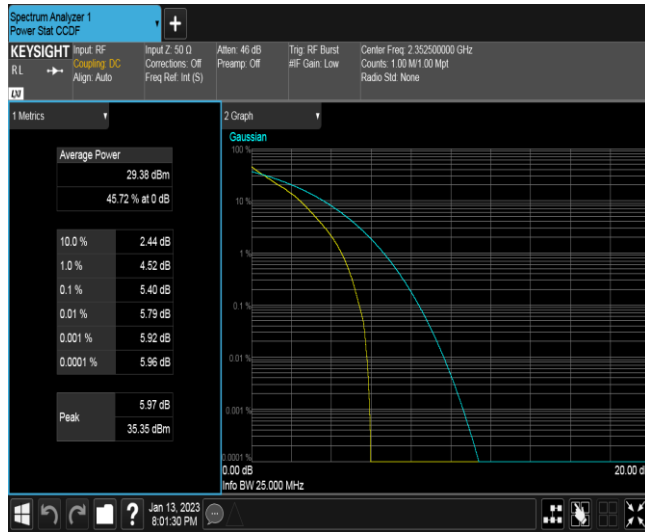 Spectrum Analyzer 1
Power Stat CCDF
+
KEYSIGHT
RL
LXI
Input: RF
Coupling: DC
Align: Auto
Input Z: 50 Ω
Corrections: Off
Freq Ref: Int (S)
Atten: 46 dB
Preamp: Off
Trig: RF Burst
#IF Gain: Low
Center Freq: 2.352500000 GHz
Counts: 1.00 M/1.00 Mpt
Radio Std: None
1 Metrics
Average Power
29.38 dBm
45.72 % at 0 dB
10.0 % 2.44 dB
1.0 % 4.52 dB
0.1 % 5.40 dB
0.01 % 5.79 dB
0.001 % 5.92 dB
0.0001 % 5.96 dB
Peak
5.97 dB
35.35 dBm
2 Graph
Gaussian
100 %
10 %
1 %
0.1 %
0.01 %
0.001 %
0.0001 %
0.00 dB 20.00 d
Info BW 25.000 MHz
?
Jan 13, 2023
8:01:30 PM